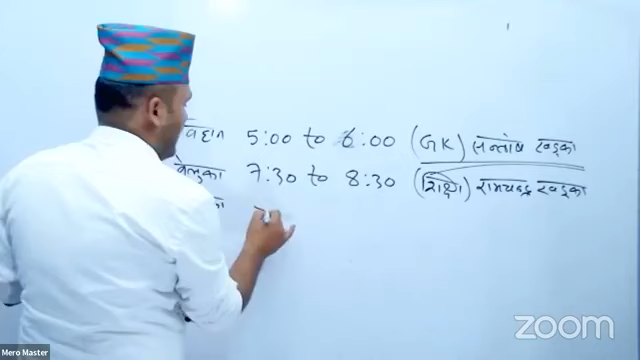 विहान 5:00 to 6:00 (GK) सन्तोष खड्का
वेलुका 7:30 to 8:30 (शिक्षा) रामचन्द्र खड्का
zoom
Mero Master